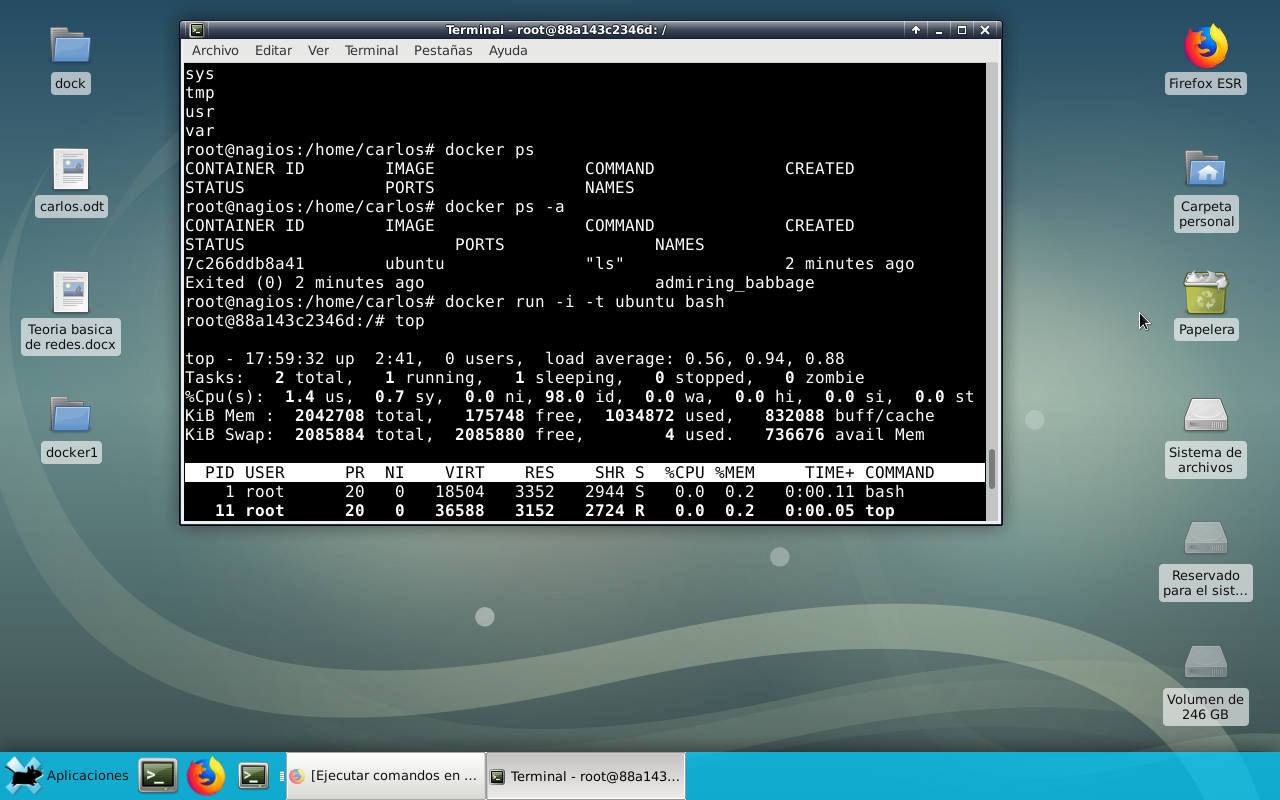 Terminal - root@88a143c2346d: /
Archivo Editar Ver Terminal Pestañas Ayuda
sys
tmp
usr
var
root@nagios:/home/carlos# docker ps
CONTAINER ID        IMAGE               COMMAND             CREATED
STATUS              PORTS               NAMES
root@nagios:/home/carlos# docker ps -a
CONTAINER ID        IMAGE               COMMAND             CREATED
STATUS                     PORTS               NAMES
7c266ddb8a41        ubuntu              "ls"                2 minutes ago
Exited (0) 2 minutes ago                       admiring_babbage
root@nagios:/home/carlos# docker run -i -t ubuntu bash
root@88a143c2346d:/# top
top - 17:59:32 up  2:41,  0 users,  load average: 0.56, 0.94, 0.88
Tasks:   2 total,   1 running,   1 sleeping,   0 stopped,   0 zombie
%Cpu(s):  1.4 us,  0.7 sy,  0.0 ni, 98.0 id,  0.0 wa,  0.0 hi,  0.0 si,  0.0 st
KiB Mem :  2042708 total,   175748 free,  1034872 used,   832088 buff/cache
KiB Swap:  2085884 total,  2085880 free,        4 used.   736676 avail Mem
  PID USER      PR  NI    VIRT    RES    SHR S  %CPU %MEM     TIME+ COMMAND
    1 root      20   0   18504   3352   2944 S   0.0  0.2   0:00.11 bash
   11 root      20   0   36588   3152   2724 R   0.0  0.2   0:00.05 top
dock
carlos.odt
Teoria basica
de redes.docx
docker1
Firefox ESR
Carpeta
personal
Papelera
Sistema de
archivos
Reservado
para el sist...
Volumen de
246 GB
Aplicaciones
[Ejecutar comandos en ...
Terminal - root@88a143...